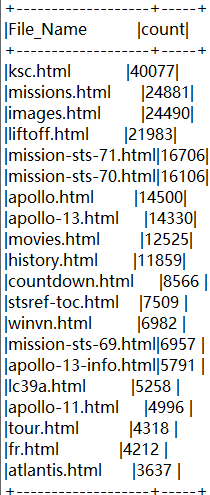 +--------------------+-----+
|File_Name |count|
+--------------------+-----+
|ksc.html |40077|
|missions.html |24881|
|images.html |24490|
|liftoff.html |21983|
|mission-sts-71.html|16706|
|mission-sts-70.html|16106|
|apollo.html |14500|
|apollo-13.html |14330|
|movies.html |12525|
|history.html |11859|
|countdown.html |8566 |
|stsref-toc.html |7509 |
|winvn.html |6982 |
|mission-sts-69.html|6957 |
|apollo-13-info.html|5791 |
|lc39a.html |5258 |
|apollo-11.html |4996 |
|tour.html |4318 |
|fr.html |4212 |
|atlantis.html |3637 |
+--------------------+-----+